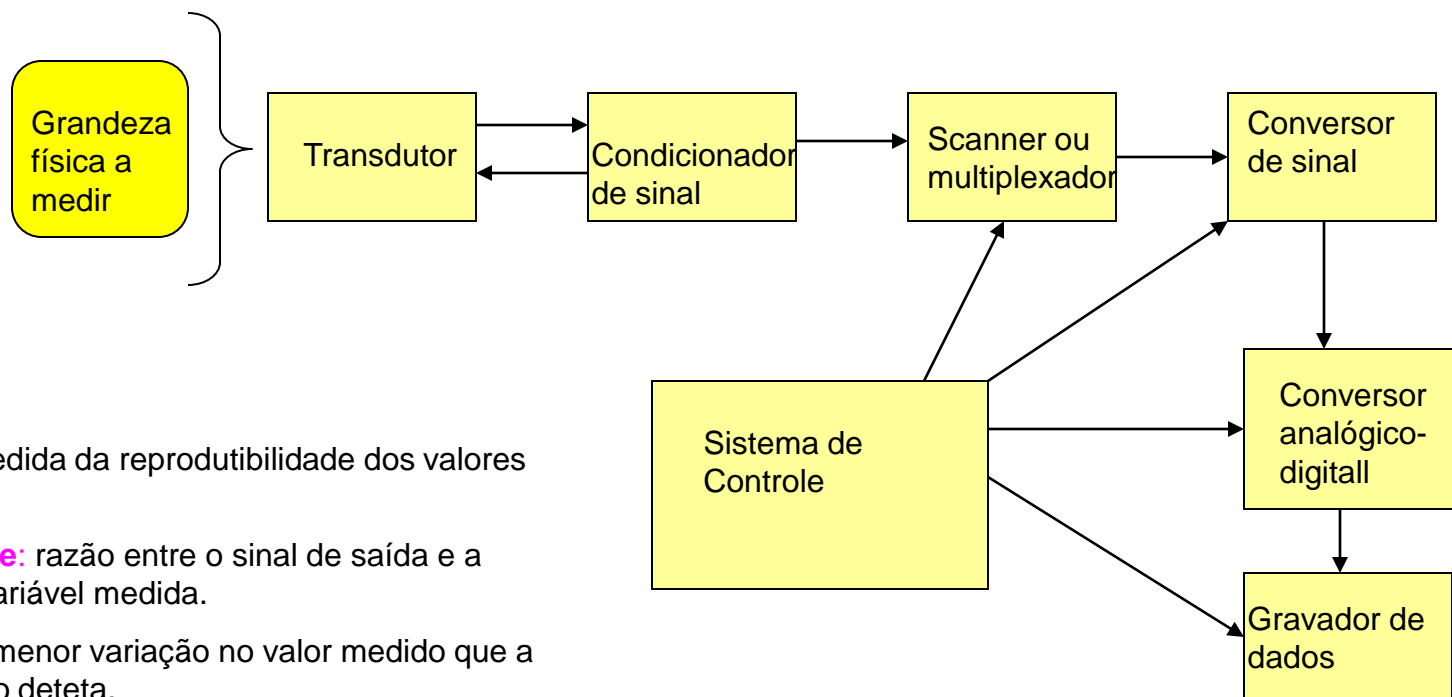 Grandeza
física a
medir
Transdutor
Condicionador
de sinal
Scanner ou
multiplexador
Conversor
de sinal
Sistema de
Controle
Conversor
analógico-
digitall
Gravador de
dados
edida da reprodutibilidade dos valores
e: razão entre o sinal de saída e a
ariável medida.
menor variação no valor medido que a
o deteta.